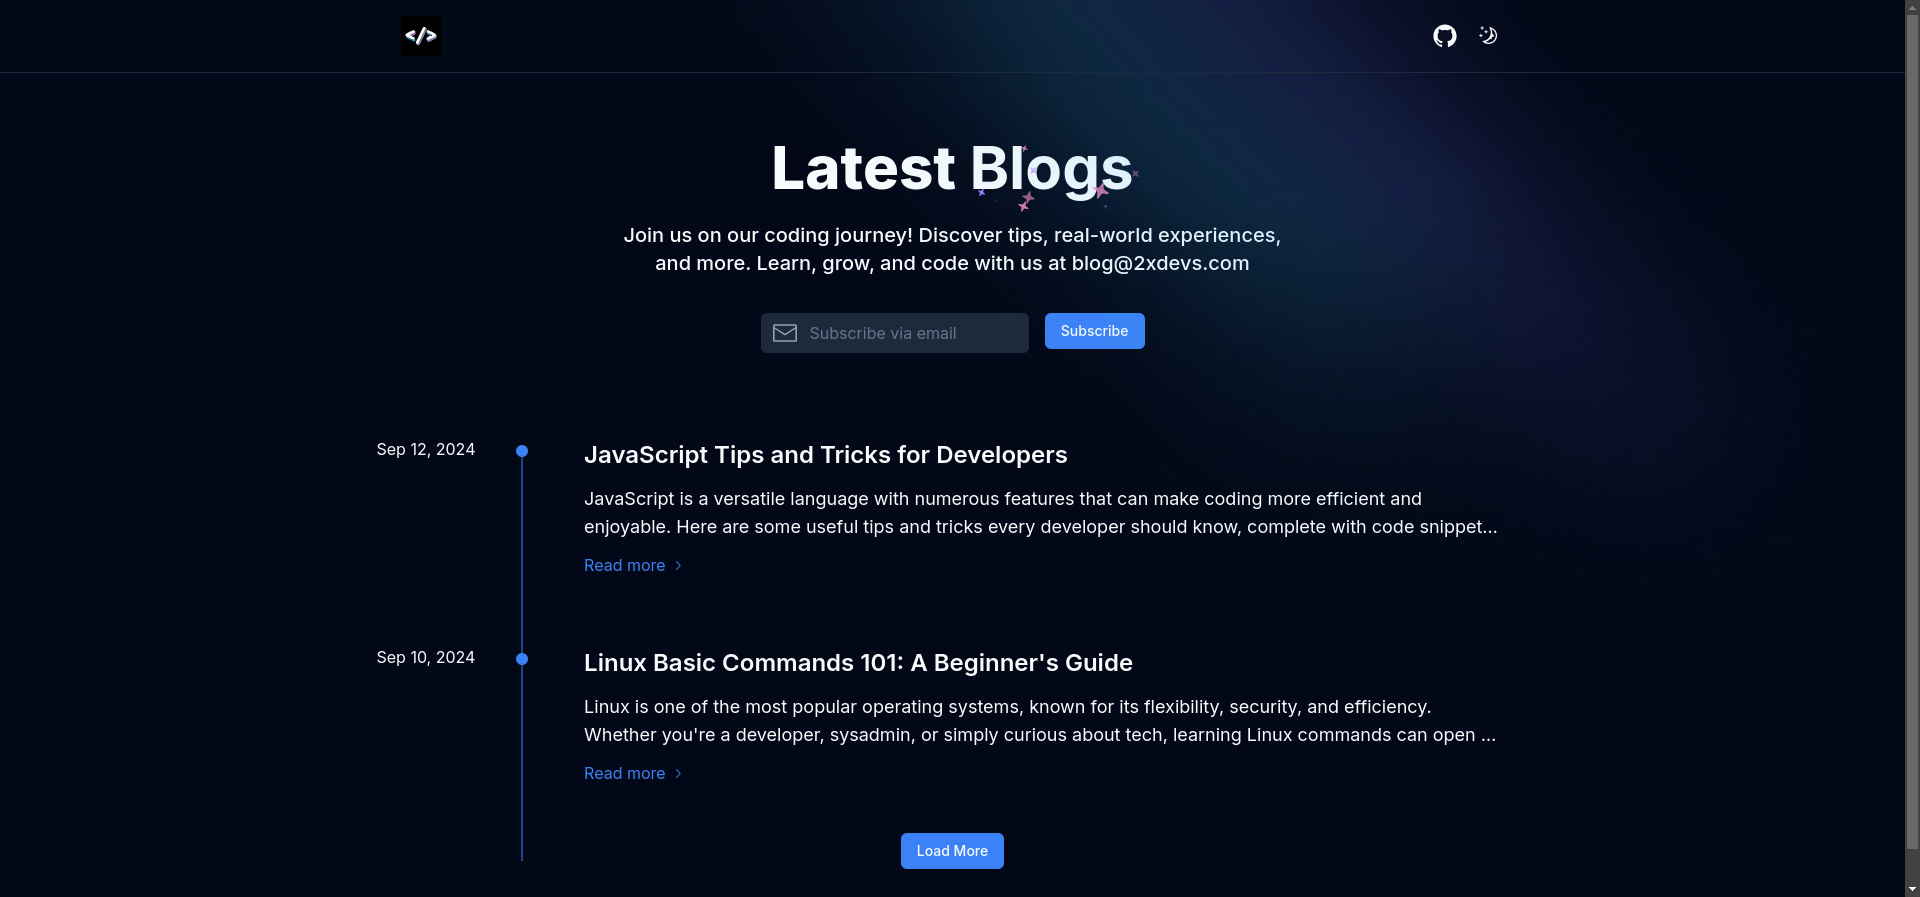 </>
Latest Blogs
Join us on our coding journey! Discover tips, real-world experiences,
and more. Learn, grow, and code with us at blog@2xdevs.com
Subscribe via email
Subscribe
Sep 12, 2024
JavaScript Tips and Tricks for Developers
JavaScript is a versatile language with numerous features that can make coding more efficient and
enjoyable. Here are some useful tips and tricks every developer should know, complete with code snippet...
Read more
Sep 10, 2024
Linux Basic Commands 101: A Beginner's Guide
Linux is one of the most popular operating systems, known for its flexibility, security, and efficiency.
Whether you're a developer, sysadmin, or simply curious about tech, learning Linux commands can open ...
Read more
Load More